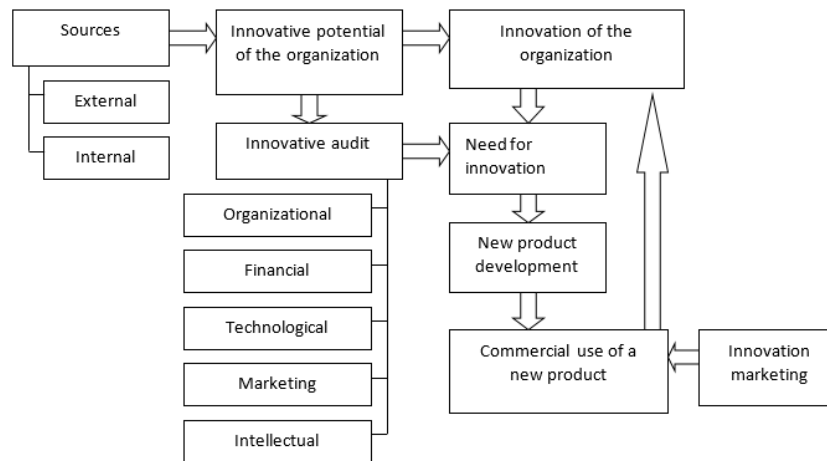 Sources
Innovative potential
of the organization
Innovation of the
organization
External
Internal
Innovative audit
Need for
innovation
Organizational
Financial
Technological
Marketing
Intellectual
New product
development
Commercial use of a
new product
Innovation
marketing